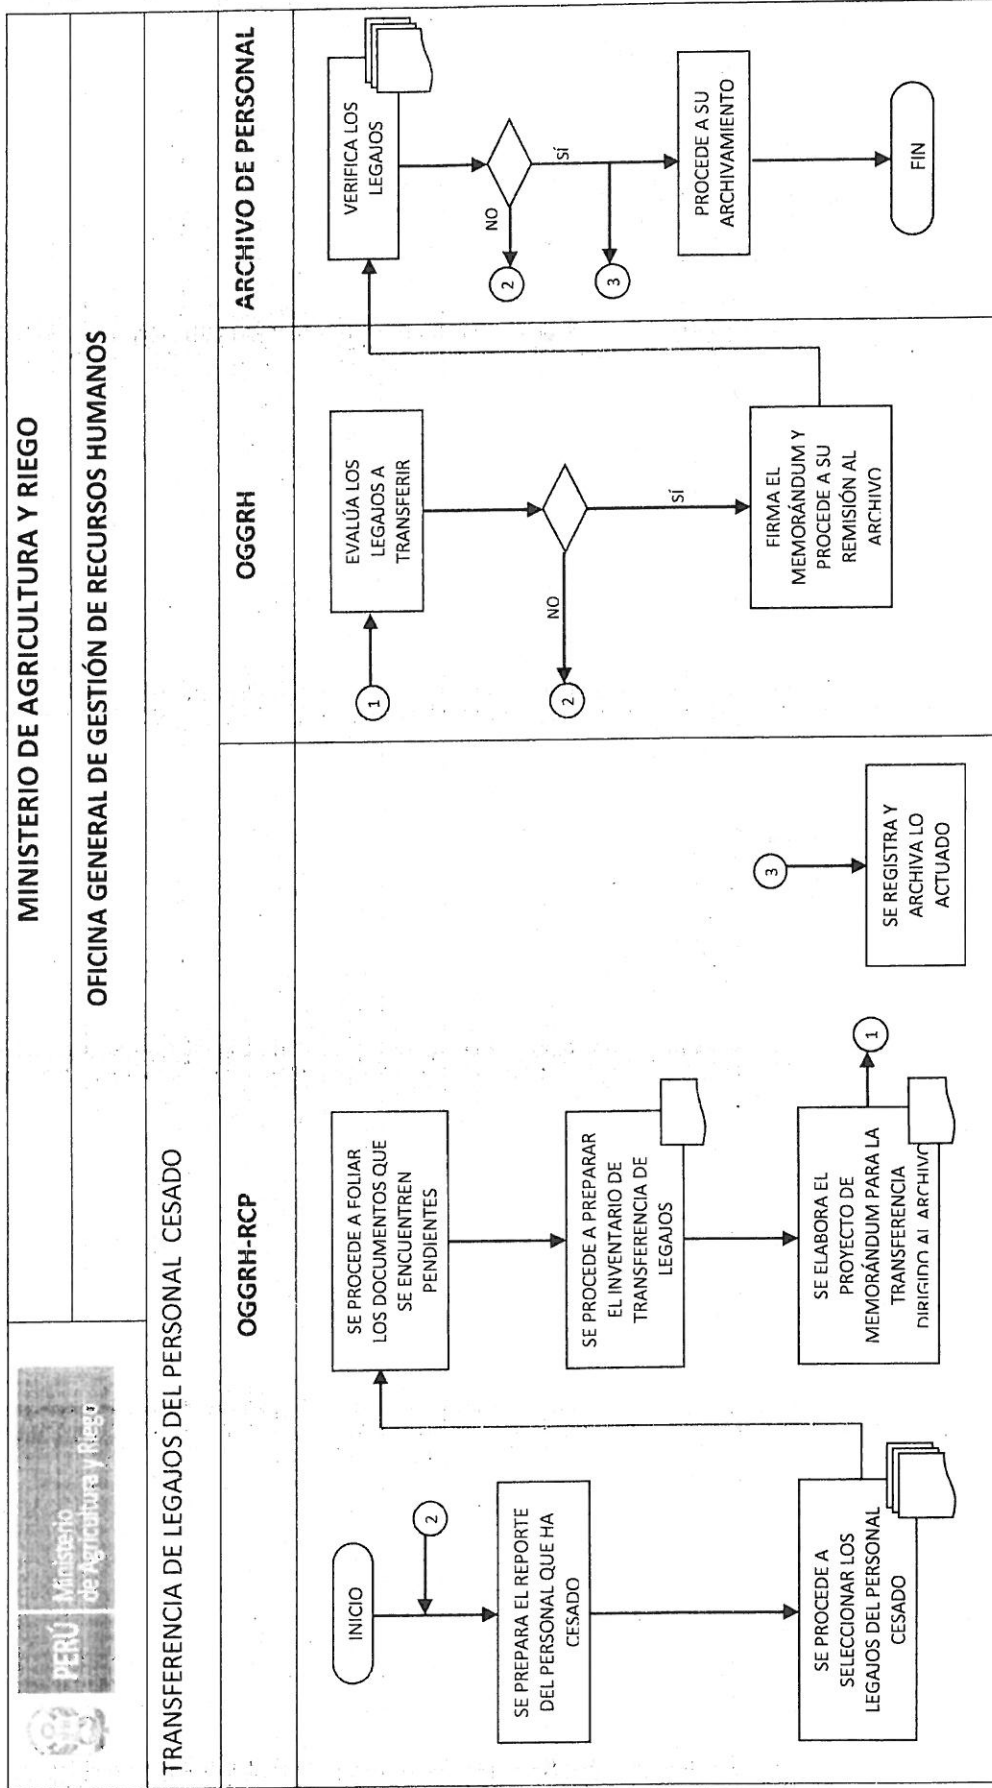 PERÚ
Ministerio
de Agricultura y Riego
MINISTERIO DE AGRICULTURA Y RIEGO
OFICINA GENERAL DE GESTIÓN DE RECURSOS HUMANOS
TRANSFERENCIA DE LEGAJOS DEL PERSONAL CESADO
OGGRH-RCP
OGGRH
ARCHIVO DE PERSONAL
INICIO
2
SE PREPARA EL REPORTE
DEL PERSONAL QUE HA
CESADO
SE PROCEDE A
SELECCIONAR LOS
LEGAJOS DEL PERSONAL
CESADO
SE PROCEDE A FOLIAR
LOS DOCUMENTOS QUE
SE ENCUENTREN
PENDIENTES
SE PROCEDE A PREPARAR
EL INVENTARIO DE
TRANSFERENCIA DE
LEGAJOS
SE ELABORA EL
PROYECTO DE
MEMORÁNDUM PARA LA
TRANSFERENCIA
DIRIGIDO AL ARCHIVO
1
3
SE REGISTRA Y
ARCHIVA LO
ACTUADO
1
EVALÚA LOS
LEGAJOS A
TRANSFERIR
NO
2
SÍ
FIRMA EL
MEMORÁNDUM Y
PROCEDE A SU
REMISIÓN AL
ARCHIVO
VERIFICA LOS
LEGAJOS
NO
2
SÍ
3
PROCEDE A SU
ARCHIVAMIENTO
FIN